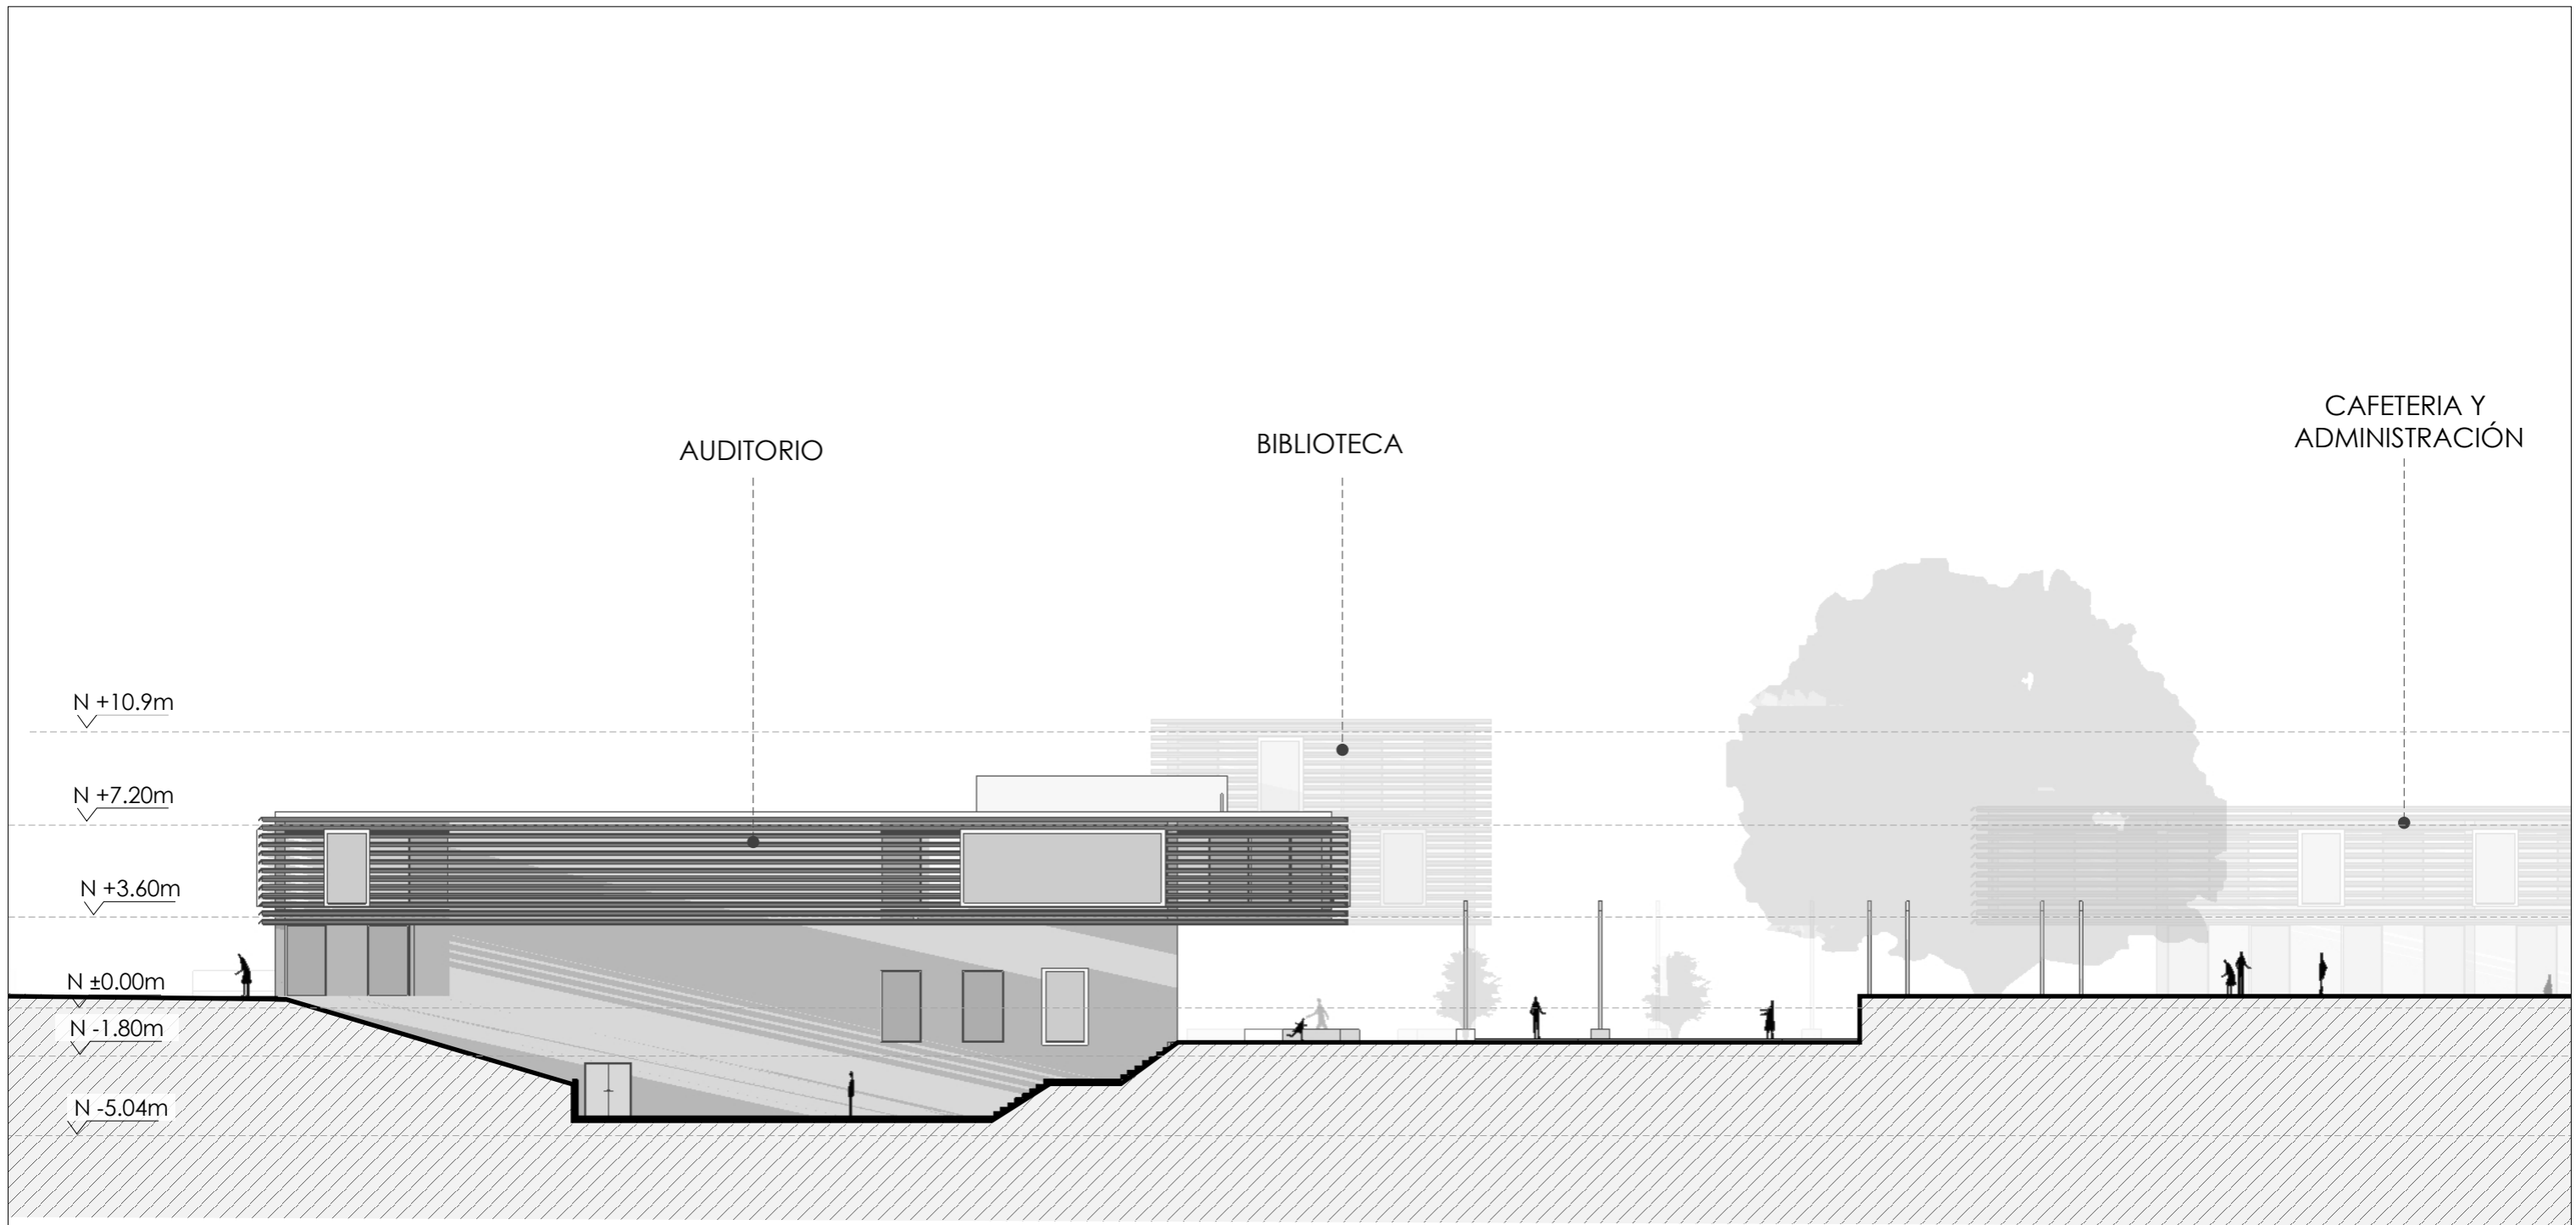 CAFETERIA Y
ADMINISTRACIÓN
AUDITORIO
BIBLIOTECA
N +10.9m
N +7.20m
N +3.60m
N ±0.00m
N -1.80m
N -5.04m